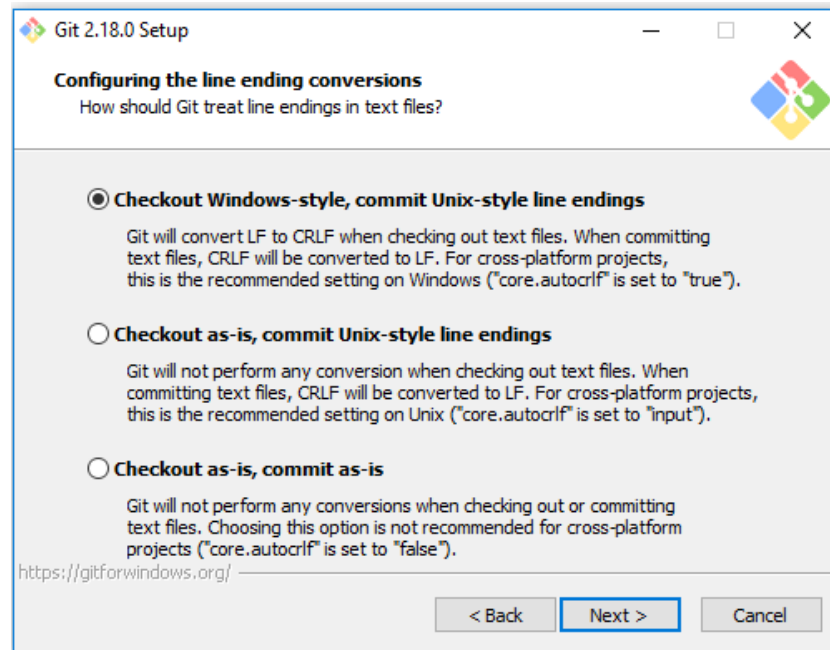 Git 2.18.0 Setup
Configuring the line ending conversions
How should Git treat line endings in text files?
Checkout Windows-style, commit Unix-style line endings
Git will convert LF to CRLF when checking out text files. When committing
text files, CRLF will be converted to LF. For cross-platform projects,
this is the recommended setting on Windows ("core.autocrlf" is set to "true").
Checkout as-is, commit Unix-style line endings
Git will not perform any conversion when checking out text files. When
committing text files, CRLF will be converted to LF. For cross-platform projects,
this is the recommended setting on Unix ("core.autocrlf" is set to "input").
Checkout as-is, commit as-is
Git will not perform any conversions when checking out or committing
text files. Choosing this option is not recommended for cross-platform
projects ("core.autocrlf" is set to "false").
https://gitforwindows.org/
< Back Next > Cancel